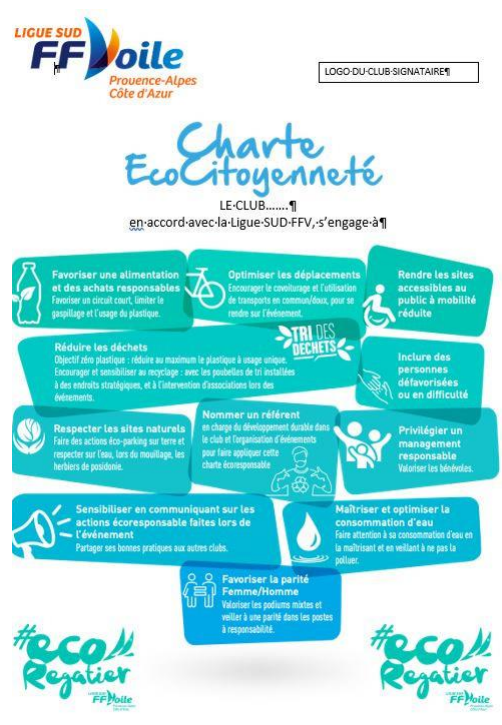 LIGUE SUD
FFVoile
Provence-Alpes
Côte d'Azur
LOGO·DU·CLUB·SIGNATAIRE¶
¶
Charte
EcoCitoyenneté
LE·CLUB.......¶
en·accord·avec·la·Ligue·SUD·FFV,·s'engage·à¶
Favoriser une alimentation
et des achats responsables
Favoriser un circuit court, limiter le
gaspillage et l'usage du plastique.
Optimiser les déplacements
Encourager le covoiturage et l'utilisation
de transports en commun/doux, pour se
rendre sur l'événement.
Rendre les sites
accessibles au
public à mobilité
réduite
Réduire les déchets
Objectif zéro plastique : réduire au maximum le plastique à usage unique.
Encourager et sensibiliser au recyclage : avec les poubelles de tri installées
à des endroits stratégiques, et à l'intervention d'associations lors des
événements.
TRI DES
DECHETS
Inclure des
personnes
défavorisées
ou en difficulté
Respecter les sites naturels
Faire des actions éco-parking sur terre et
respecter sur l'eau, lors du mouillage, les
herbiers de posidonie.
Nommer un référent
en charge du développement durable dans
le club et l'organisation d'événements
pour faire appliquer cette
charte écoresponsable
Privilégier un
management
responsable
Valoriser les bénévoles.
Sensibiliser en communiquant sur les
actions écoresponsable faites lors de
l'événement
Partager ses bonnes pratiques aux autres clubs.
Maîtriser et optimiser la
consommation d'eau
Faire attention à sa consommation d'eau en
la maîtrisant et en veillant à ne pas la
polluer.
Favoriser la parité
Femme/Homme
Valoriser les podiums mixtes et
veiller à une parité dans les postes
à responsabilité.
#eco
Regatier
LIGUE SUD
FFVoile
#eco
Regatier
LIGUE SUD
FFVoile